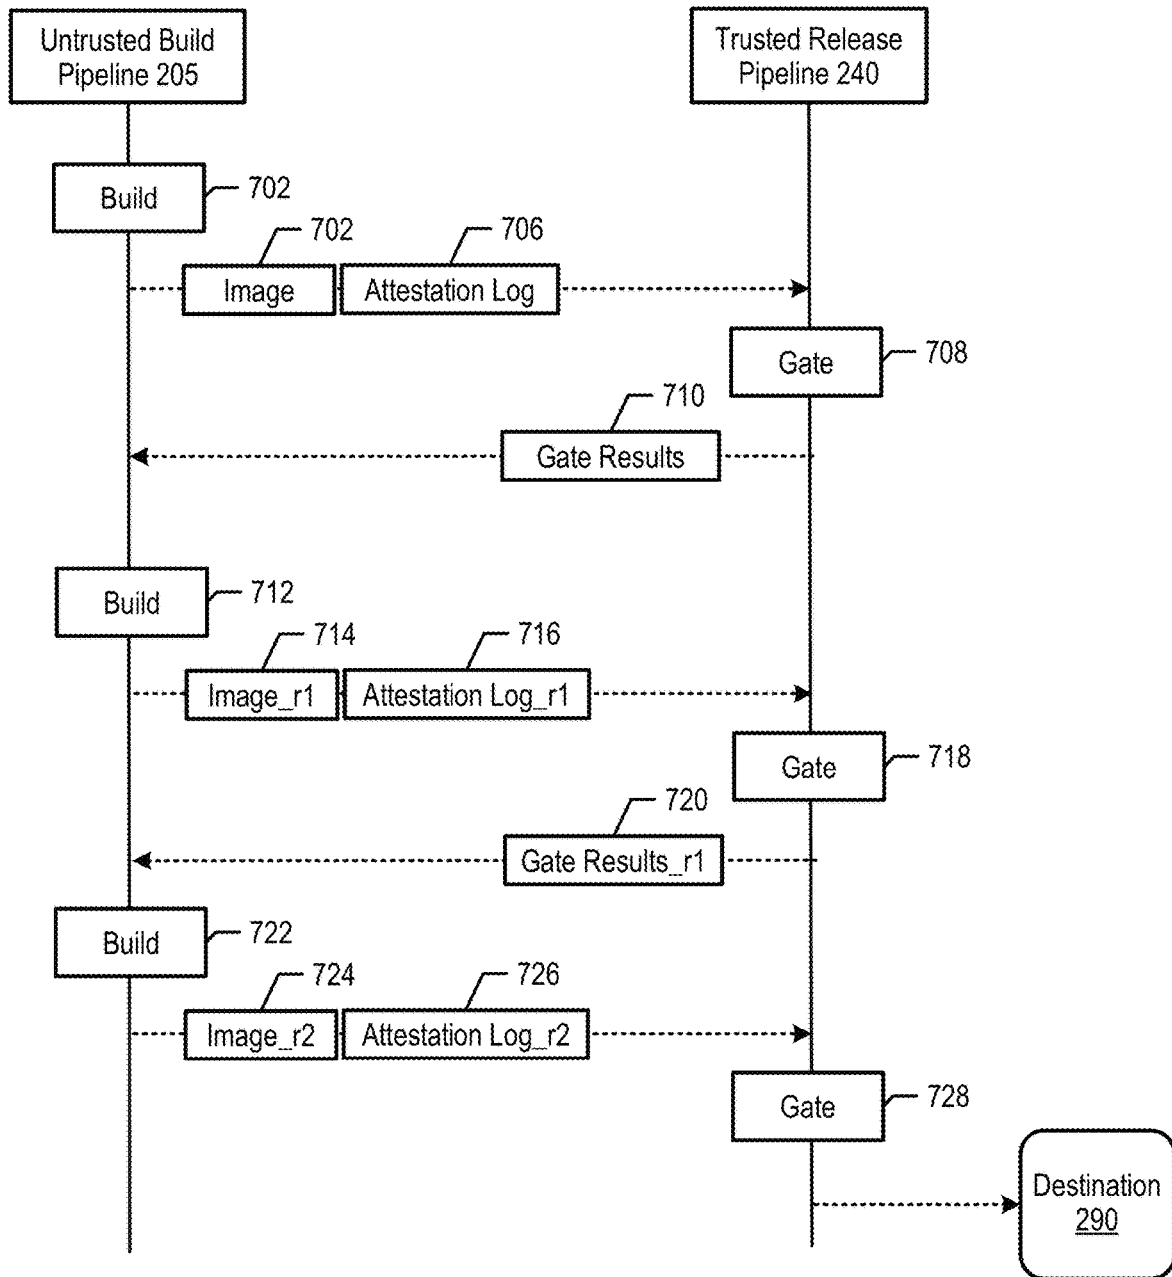 Untrusted Build
Pipeline 205
Trusted Release
Pipeline 240
Build
702
702
706
Image
Attestation Log
Gate
708
710
Gate Results
Build
712
714
716
Image_r1
Attestation Log_r1
Gate
718
720
Gate Results_r1
Build
722
724
726
Image_r2
Attestation Log_r2
Gate
728
Destination
290